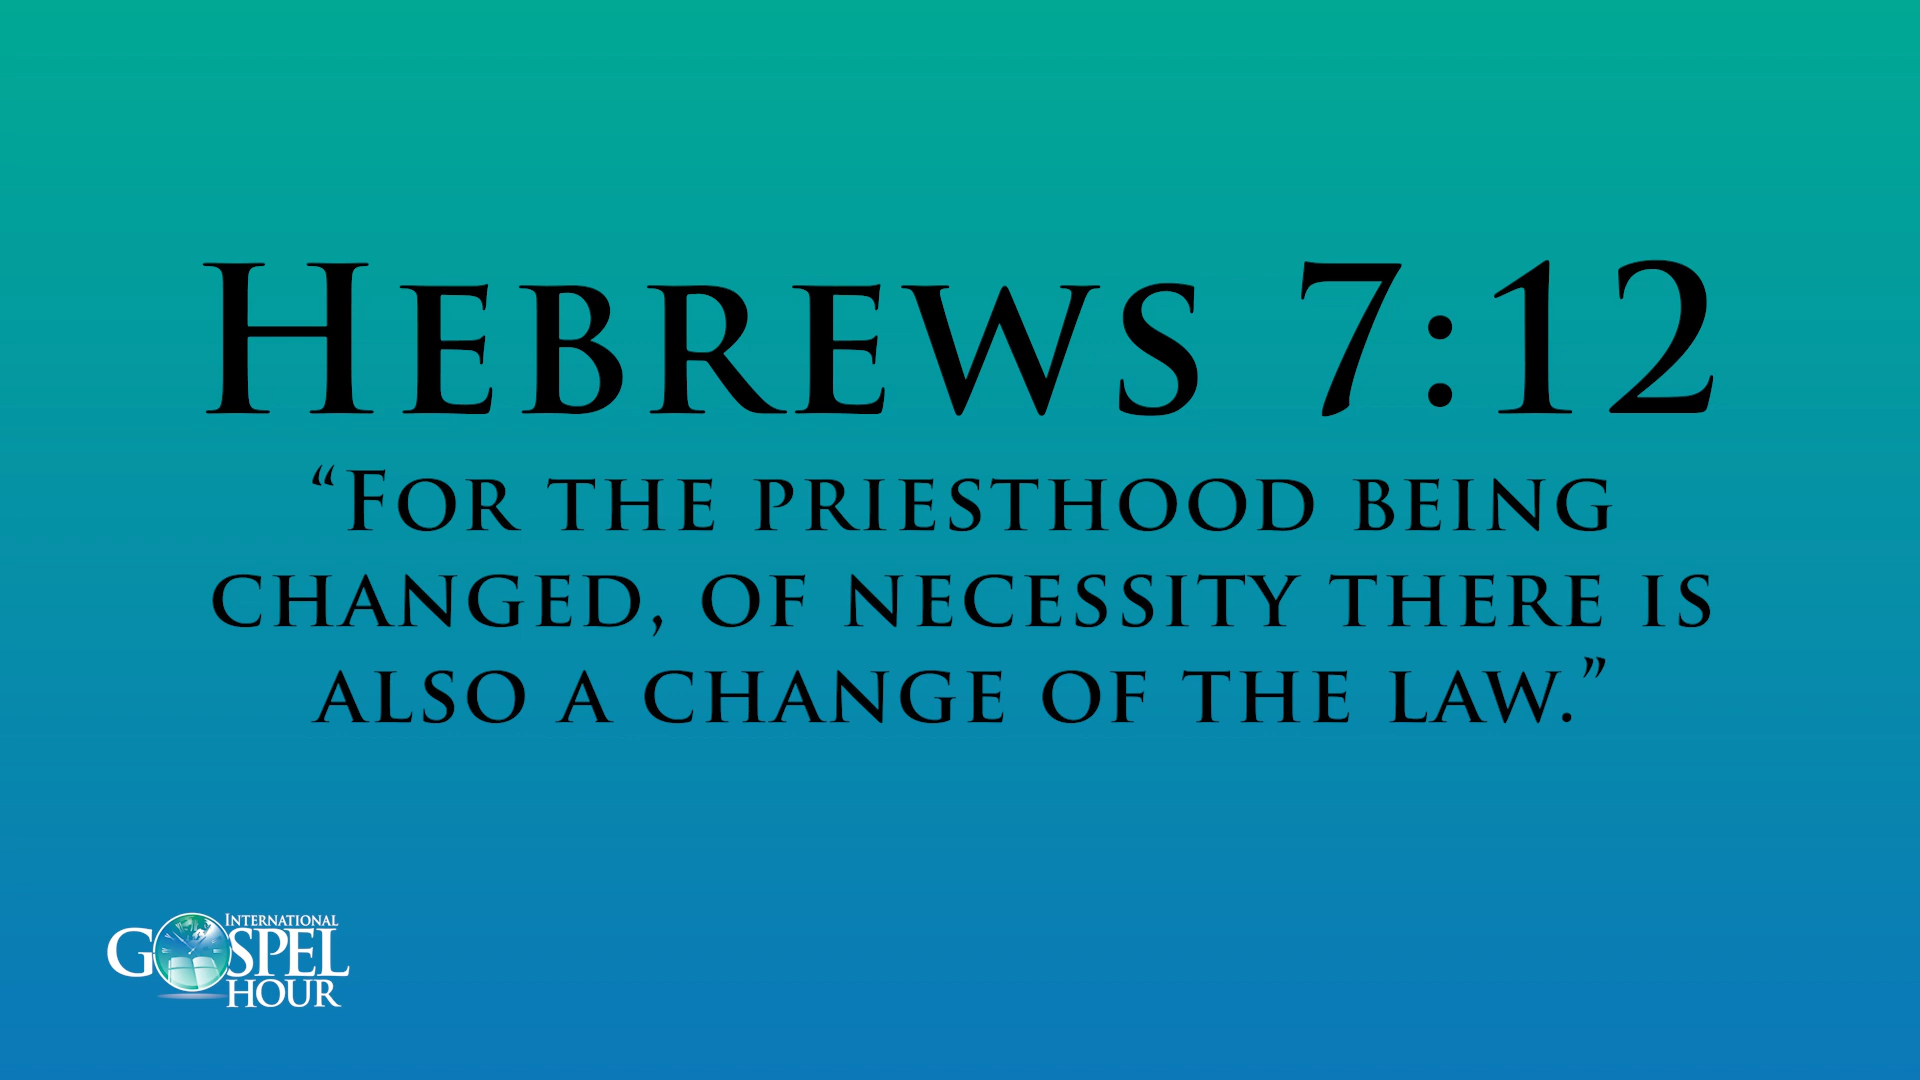 Hebrews 7:12
“For the priesthood being
changed, of necessity there is
also a change of the law.”
International
Gospel
Hour